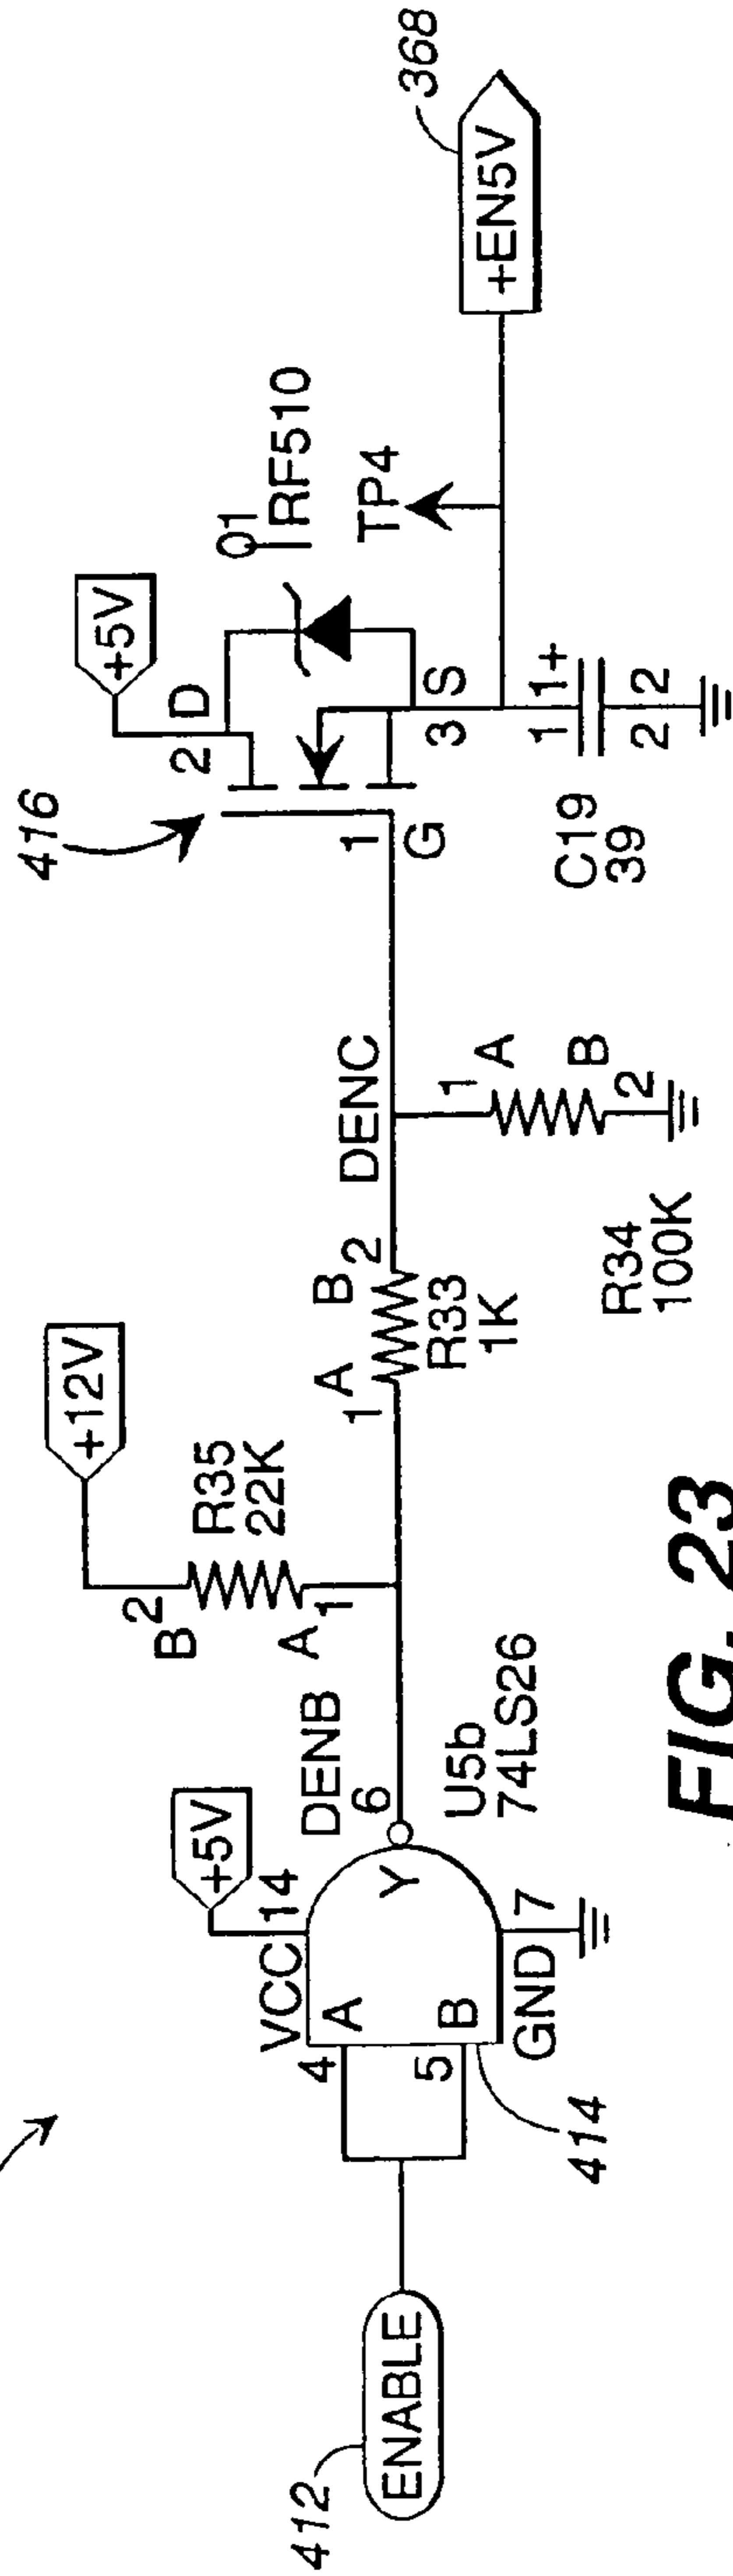 412
ENABLE
414
4
5
VCC
A
B
GND
14
7
+5V
Y
DENB
6
U5b
74LS26
+12V
2
B
R35
22K
A
1
1
A
B
2
R33
1K
DENC
1
A
B
2
R34
100K
416
+5V
2
D
1
G
3
S
Q1
IRF510
TP4
1
1+
C19
39
2
2
+EN5V
368
FIG. 23